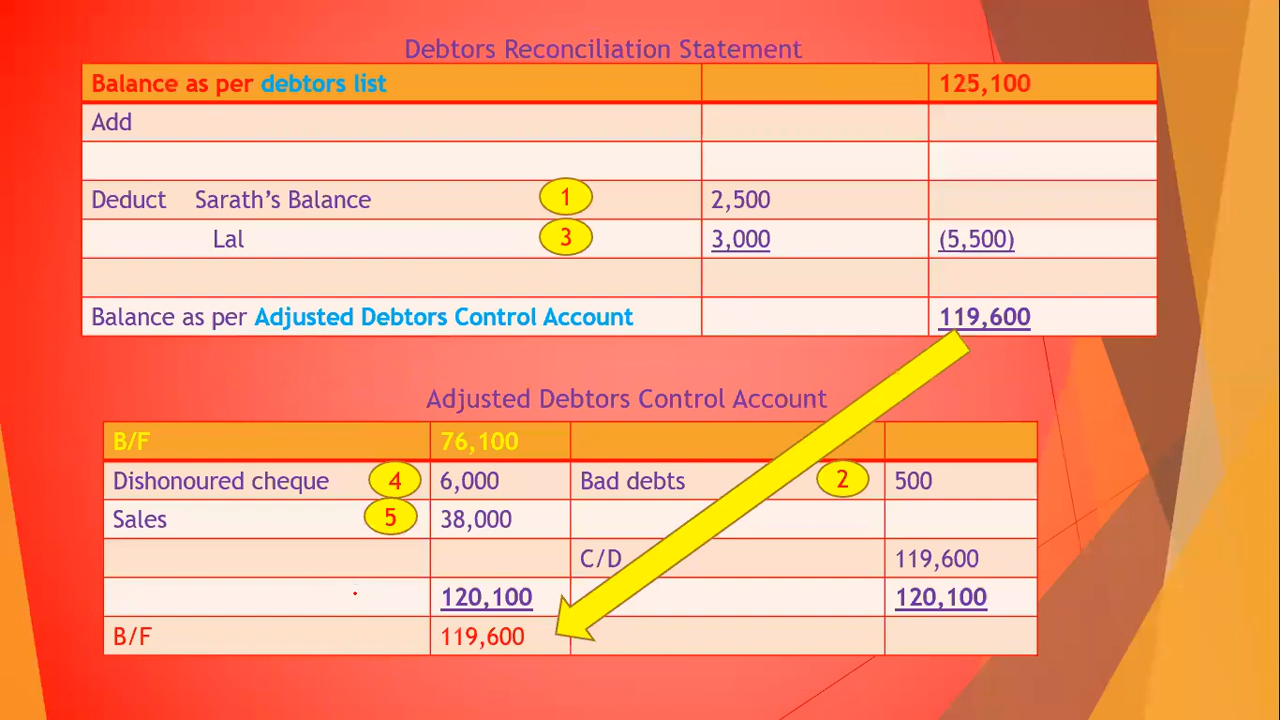 Debtors Reconciliation Statement
Balance as per debtors list 125,100
Add
Deduct Sarath's Balance 1 2,500
Lal 3 3,000 (5,500)
Balance as per Adjusted Debtors Control Account 119,600
Adjusted Debtors Control Account
B/F 76,100
Dishonoured cheque 4 6,000 Bad debts 2 500
Sales 5 38,000
C/D 119,600
120,100 120,100
B/F 119,600